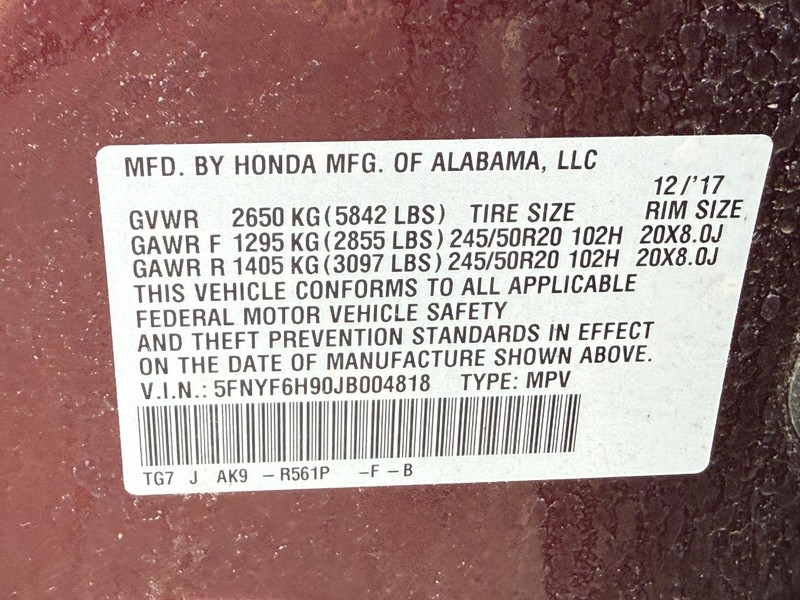 MFD. BY HONDA MFG. OF ALABAMA, LLC
12/'17
GVWR 2650 KG (5842 LBS) TIRE SIZE RIM SIZE
GAWR F 1295 KG (2855 LBS) 245/50R20 102H 20X8.0J
GAWR R 1405 KG (3097 LBS) 245/50R20 102H 20X8.0J
THIS VEHICLE CONFORMS TO ALL APPLICABLE
FEDERAL MOTOR VEHICLE SAFETY
AND THEFT PREVENTION STANDARDS IN EFFECT
ON THE DATE OF MANUFACTURE SHOWN ABOVE.
V.I.N.: 5FNYF6H90JB004818 TYPE: MPV
TG7 J AK9 – R561P –F – B